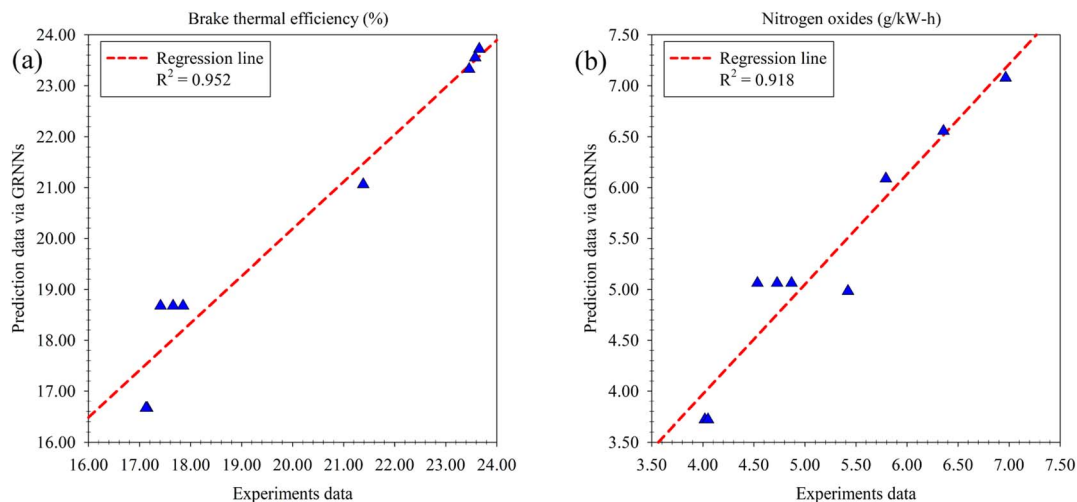 Brake thermal efficiency (%)
(a)
Regression line
R² = 0.952
Prediction data via GRNNs
24.00
23.00
22.00
21.00
20.00
19.00
18.00
17.00
16.00
16.00 17.00 18.00 19.00 20.00 21.00 22.00 23.00 24.00
Experiments data
Nitrogen oxides (g/kW-h)
(b)
Regression line
R² = 0.918
Prediction data via GRNNs
7.50
7.00
6.50
6.00
5.50
5.00
4.50
4.00
3.50
3.50 4.00 4.50 5.00 5.50 6.00 6.50 7.00 7.50
Experiments data